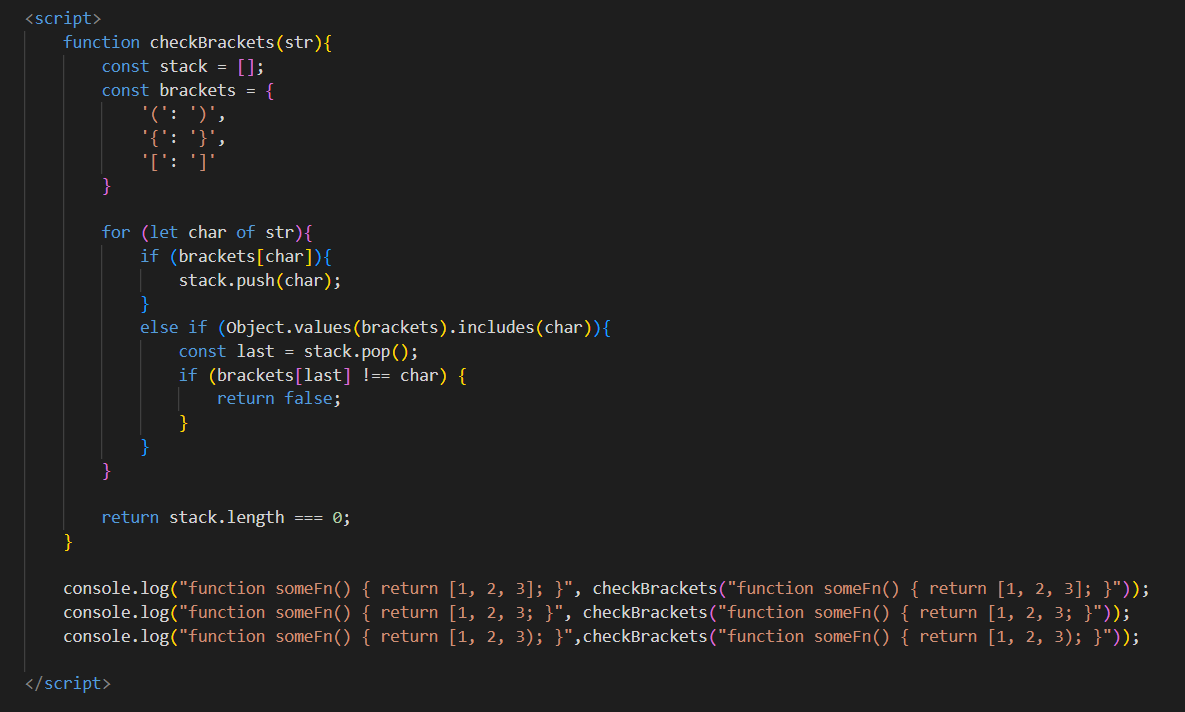 <script>
    function checkBrackets(str){
        const stack = [];
        const brackets = {
            '(': ')',
            '{': '}',
            '[': ']'
        }

        for (let char of str){
            if (brackets[char]){
                stack.push(char);
            }
            else if (Object.values(brackets).includes(char)){
                const last = stack.pop();
                if (brackets[last] !== char) {
                    return false;
                }
            }
        }

        return stack.length === 0;
    }

    console.log("function someFn() { return [1, 2, 3]; }", checkBrackets("function someFn() { return [1, 2, 3]; }"));
    console.log("function someFn() { return [1, 2, 3; }", checkBrackets("function someFn() { return [1, 2, 3; }"));
    console.log("function someFn() { return [1, 2, 3); }",checkBrackets("function someFn() { return [1, 2, 3); }"));

</script>